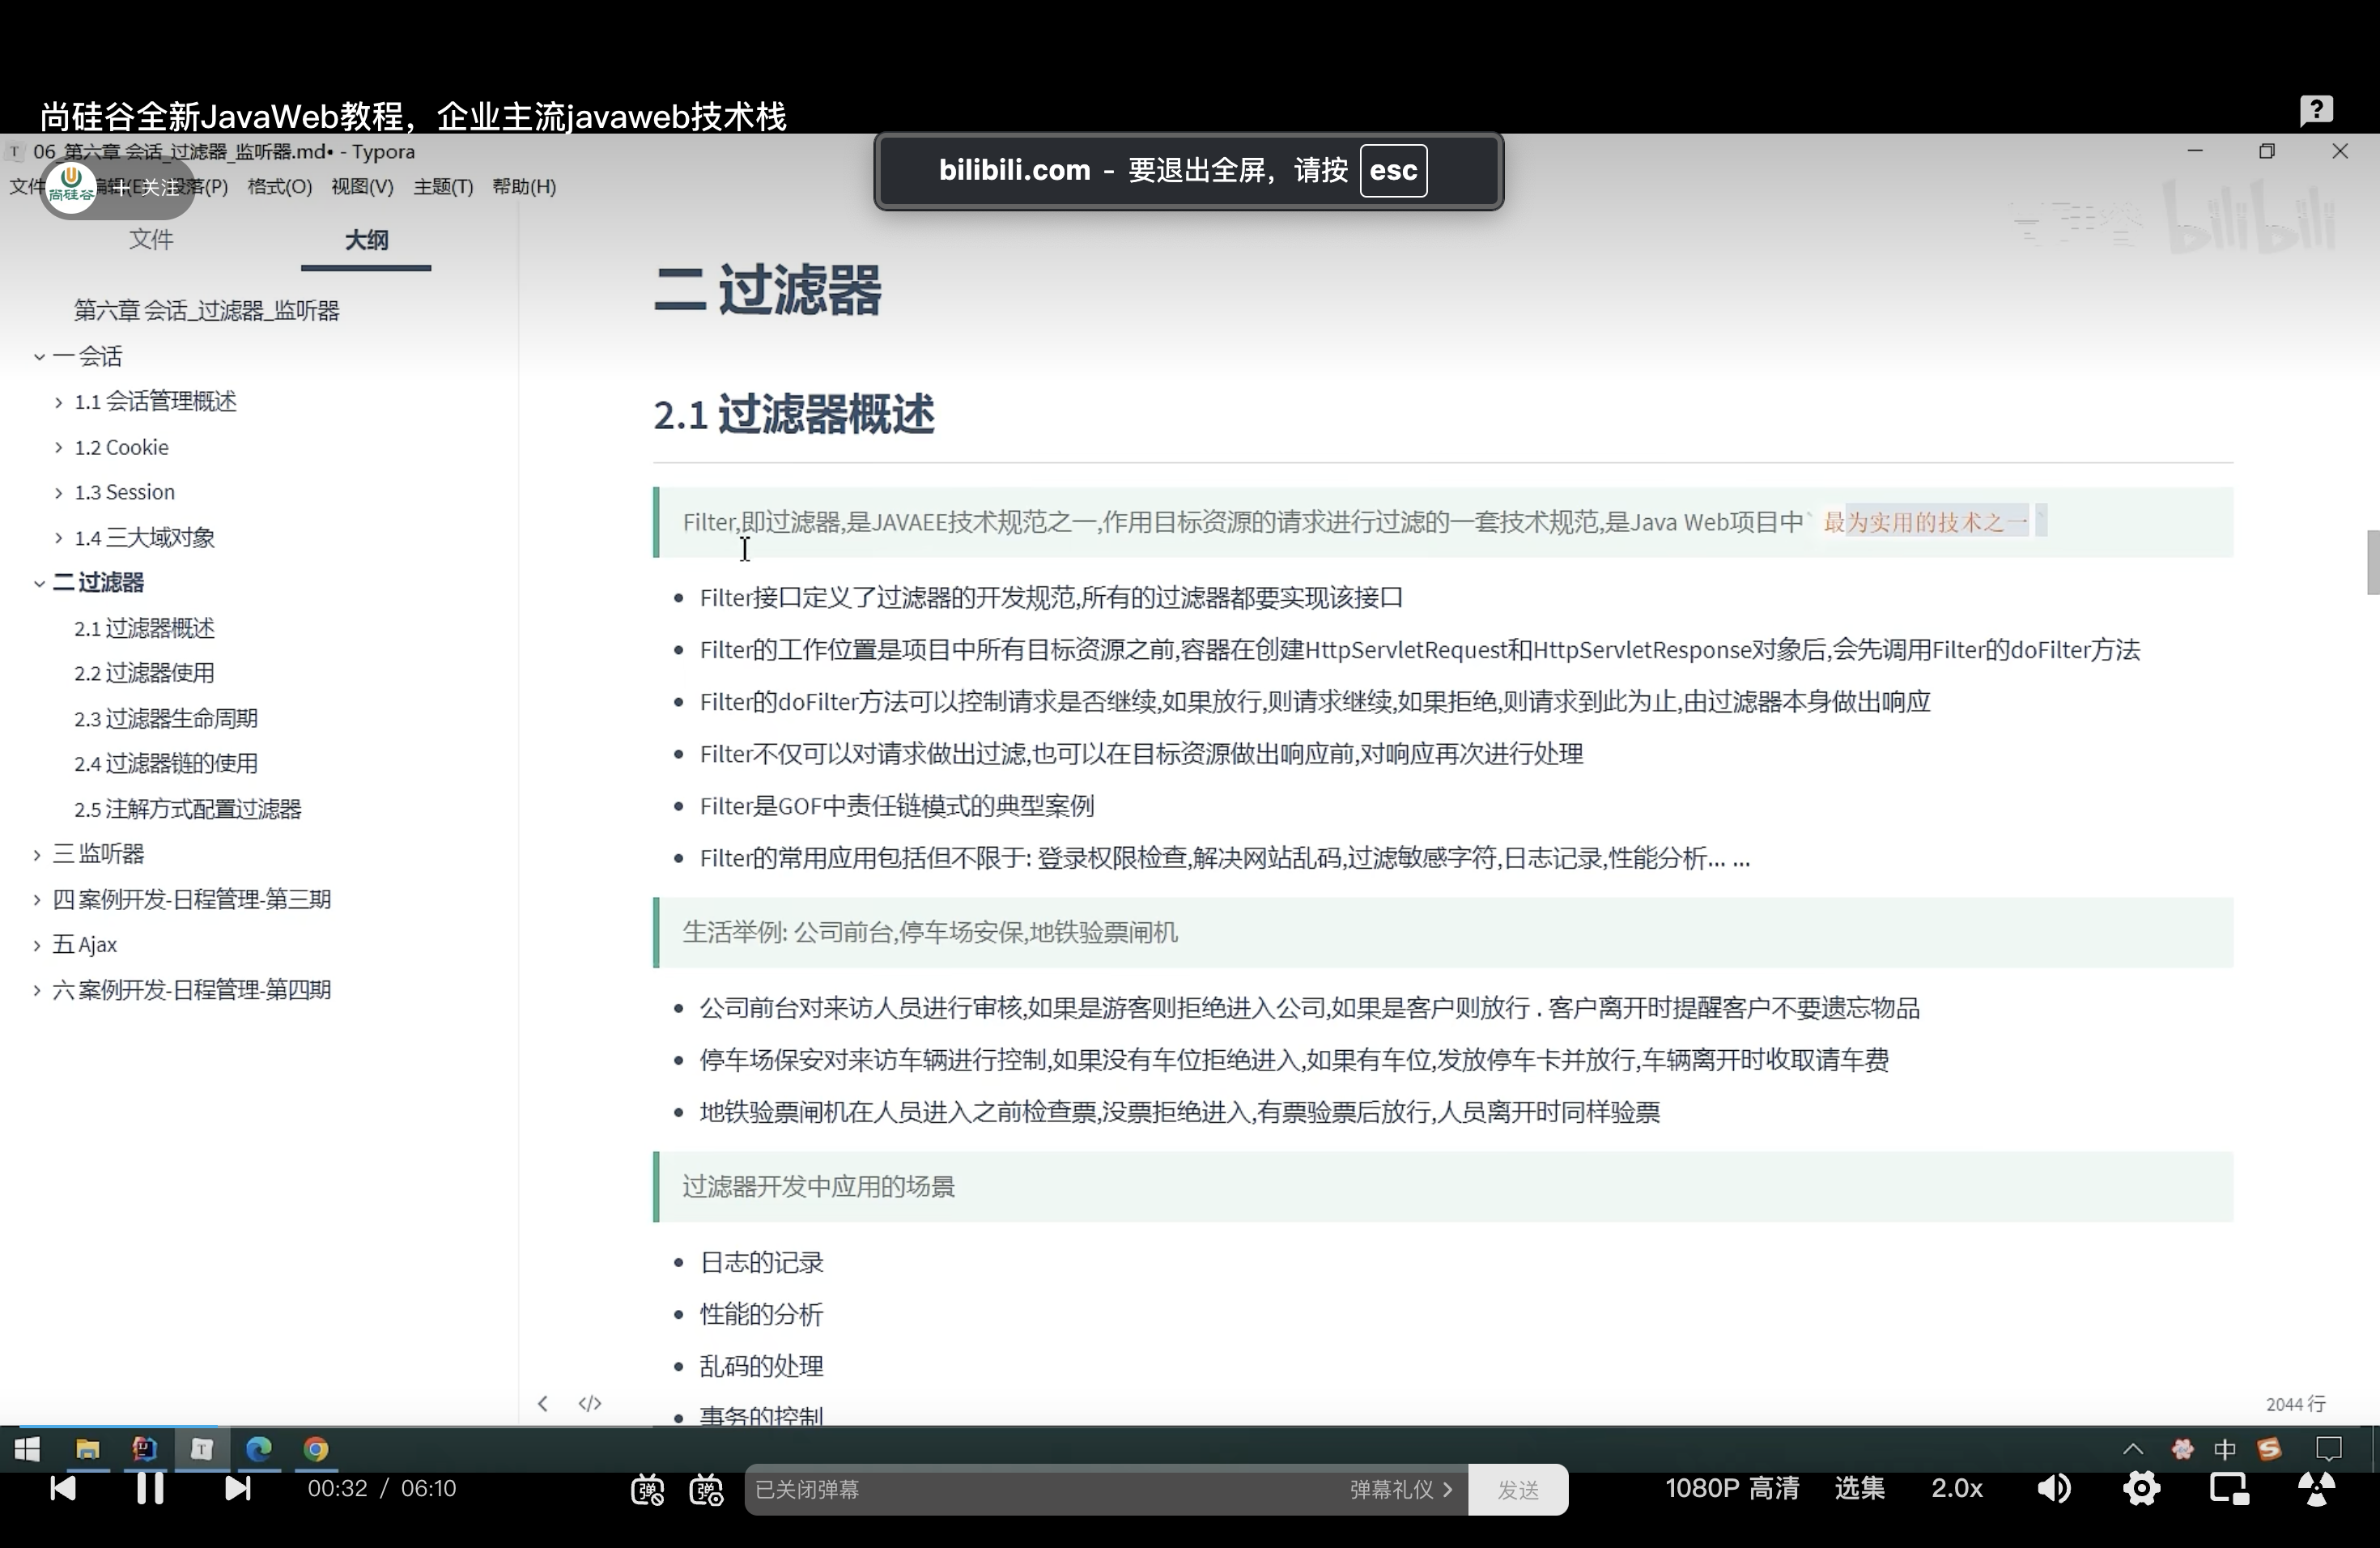 尚硅谷全新JavaWeb教程，企业主流javaweb技术栈
06_第六章 会话_过滤器_监听器.md• - Typora
bilibili.com - 要退出全屏，请按 esc
尚硅谷 + 关注
文件 编辑(E) 段落(P) 格式(O) 视图(V) 主题(T) 帮助(H)
bilibili
文件 大纲
第六章 会话_过滤器_监听器
一 会话
1.1 会话管理概述
1.2 Cookie
1.3 Session
1.4 三大域对象
二 过滤器
2.1 过滤器概述
2.2 过滤器使用
2.3 过滤器生命周期
2.4 过滤器链的使用
2.5 注解方式配置过滤器
三 监听器
四 案例开发-日程管理-第三期
五 Ajax
六 案例开发-日程管理-第四期
二 过滤器
2.1 过滤器概述
Filter,即过滤器,是JAVAEE技术规范之一,作用目标资源的请求进行过滤的一套技术规范,是Java Web项目中`最为实用的技术之一`
Filter接口定义了过滤器的开发规范,所有的过滤器都要实现该接口
Filter的工作位置是项目中所有目标资源之前,容器在创建HttpServletRequest和HttpServletResponse对象后,会先调用Filter的doFilter方法
Filter的doFilter方法可以控制请求是否继续,如果放行,则请求继续,如果拒绝,则请求到此为止,由过滤器本身做出响应
Filter不仅可以对请求做出过滤,也可以在目标资源做出响应前,对响应再次进行处理
Filter是GOF中责任链模式的典型案例
Filter的常用应用包括但不限于: 登录权限检查,解决网站乱码,过滤敏感字符,日志记录,性能分析... ...
生活举例: 公司前台,停车场安保,地铁验票闸机
公司前台对来访人员进行审核,如果是游客则拒绝进入公司,如果是客户则放行 . 客户离开时提醒客户不要遗忘物品
停车场保安对来访车辆进行控制,如果没有车位拒绝进入,如果有车位,发放停车卡并放行,车辆离开时收取请车费
地铁验票闸机在人员进入之前检查票,没票拒绝进入,有票验票后放行,人员离开时同样验票
过滤器开发中应用的场景
日志的记录
性能的分析
乱码的处理
事务的控制
2044 行
中
00:32 / 06:10
弹 弹 已关闭弹幕 弹幕礼仪 发送
1080P 高清 选集 2.0x